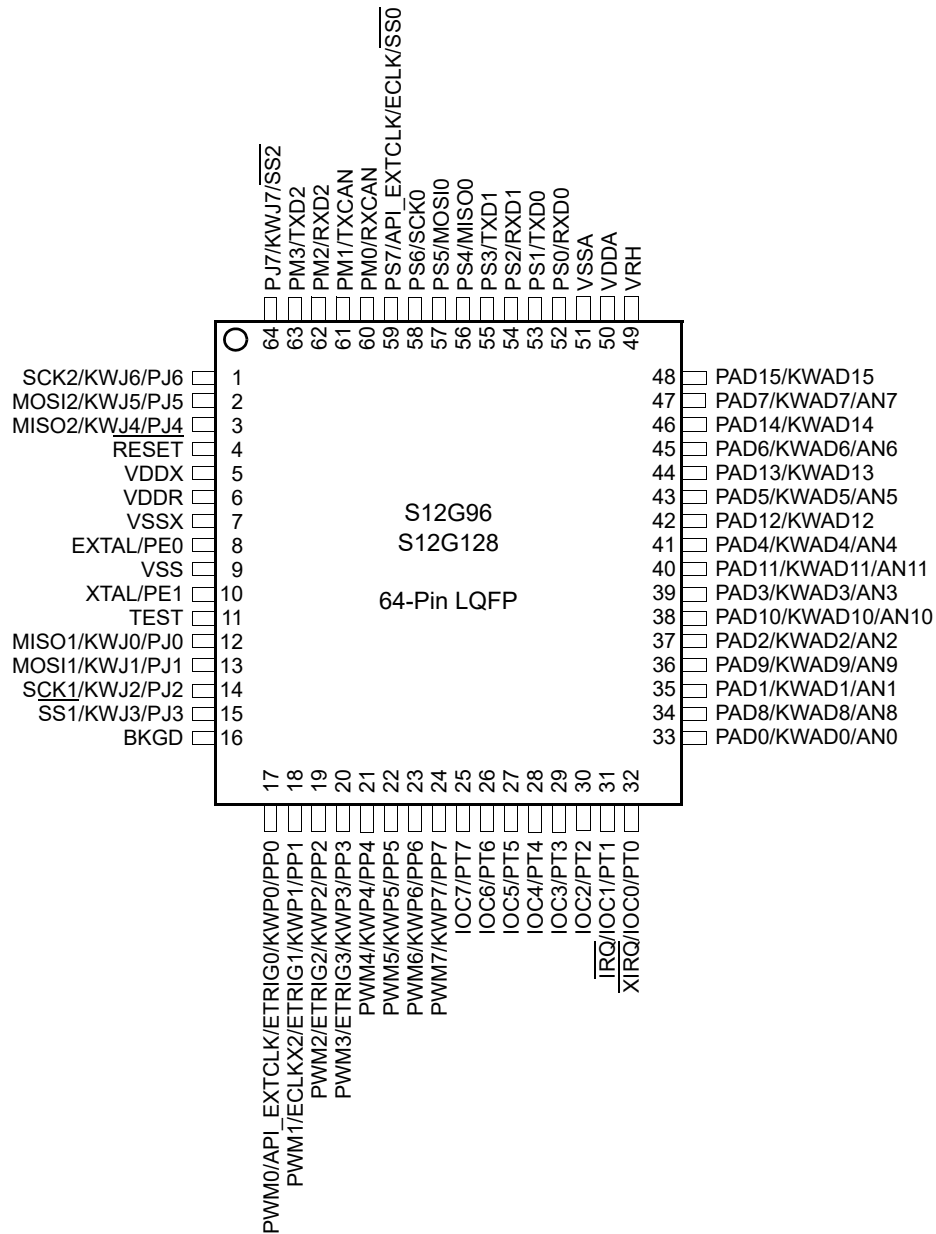 PJ7/KWJ7/SS2
PM3/TXD2
PM2/RXD2
PM1/TXCAN
PM0/RXCAN
PS7/API_EXTCLK/ECLK/SS0
PS6/SCK0
PS5/MOSI0
PS4/MISO0
PS3/TXD1
PS2/RXD1
PS1/TXD0
PS0/RXD0
VSSA
VDDA
VRH
64
63
62
61
60
59
58
57
56
55
54
53
52
51
50
49
SCK2/KWJ6/PJ6 1
MOSI2/KWJ5/PJ5 2
MISO2/KWJ4/PJ4 3
RESET 4
VDDX 5
VDDR 6
VSSX 7
EXTAL/PE0 8
VSS 9
XTAL/PE1 10
TEST 11
MISO1/KWJ0/PJ0 12
MOSI1/KWJ1/PJ1 13
SCK1/KWJ2/PJ2 14
SS1/KWJ3/PJ3 15
BKGD 16
S12G96
S12G128
64-Pin LQFP
48 PAD15/KWAD15
47 PAD7/KWAD7/AN7
46 PAD14/KWAD14
45 PAD6/KWAD6/AN6
44 PAD13/KWAD13
43 PAD5/KWAD5/AN5
42 PAD12/KWAD12
41 PAD4/KWAD4/AN4
40 PAD11/KWAD11/AN11
39 PAD3/KWAD3/AN3
38 PAD10/KWAD10/AN10
37 PAD2/KWAD2/AN2
36 PAD9/KWAD9/AN9
35 PAD1/KWAD1/AN1
34 PAD8/KWAD8/AN8
33 PAD0/KWAD0/AN0
17
18
19
20
21
22
23
24
25
26
27
28
29
30
31
32
PWM0/API_EXTCLK/ETRIG0/KWP0/PP0
PWM1/ECLKX2/ETRIG1/KWP1/PP1
PWM2/ETRIG2/KWP2/PP2
PWM3/ETRIG3/KWP3/PP3
PWM4/KWP4/PP4
PWM5/KWP5/PP5
PWM6/KWP6/PP6
PWM7/KWP7/PP7
IOC7/PT7
IOC6/PT6
IOC5/PT5
IOC4/PT4
IOC3/PT3
IOC2/PT2
IRQ/IOC1/PT1
XIRQ/IOC0/PT0